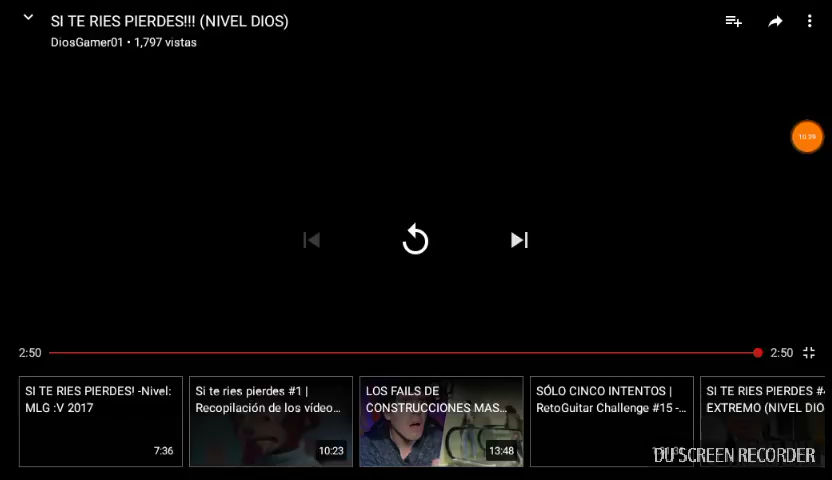 SI TE RIES PIERDES!!! (NIVEL DIOS)
DiosGamer01 • 1,797 vistas
10:39
2:50
2:50
SI TE RIES PIERDES! -Nivel:
MLG :V 2017
7:36
Si te ries pierdes #1 |
Recopilación de los vídeo...
10:23
LOS FAILS DE
CONSTRUCCIONES MAS...
13:48
SÓLO CINCO INTENTOS |
RetoGuitar Challenge #15 -...
SI TE RIES PIERDES #
EXTREMO (NIVEL DIO
DU SCREEN RECORDER